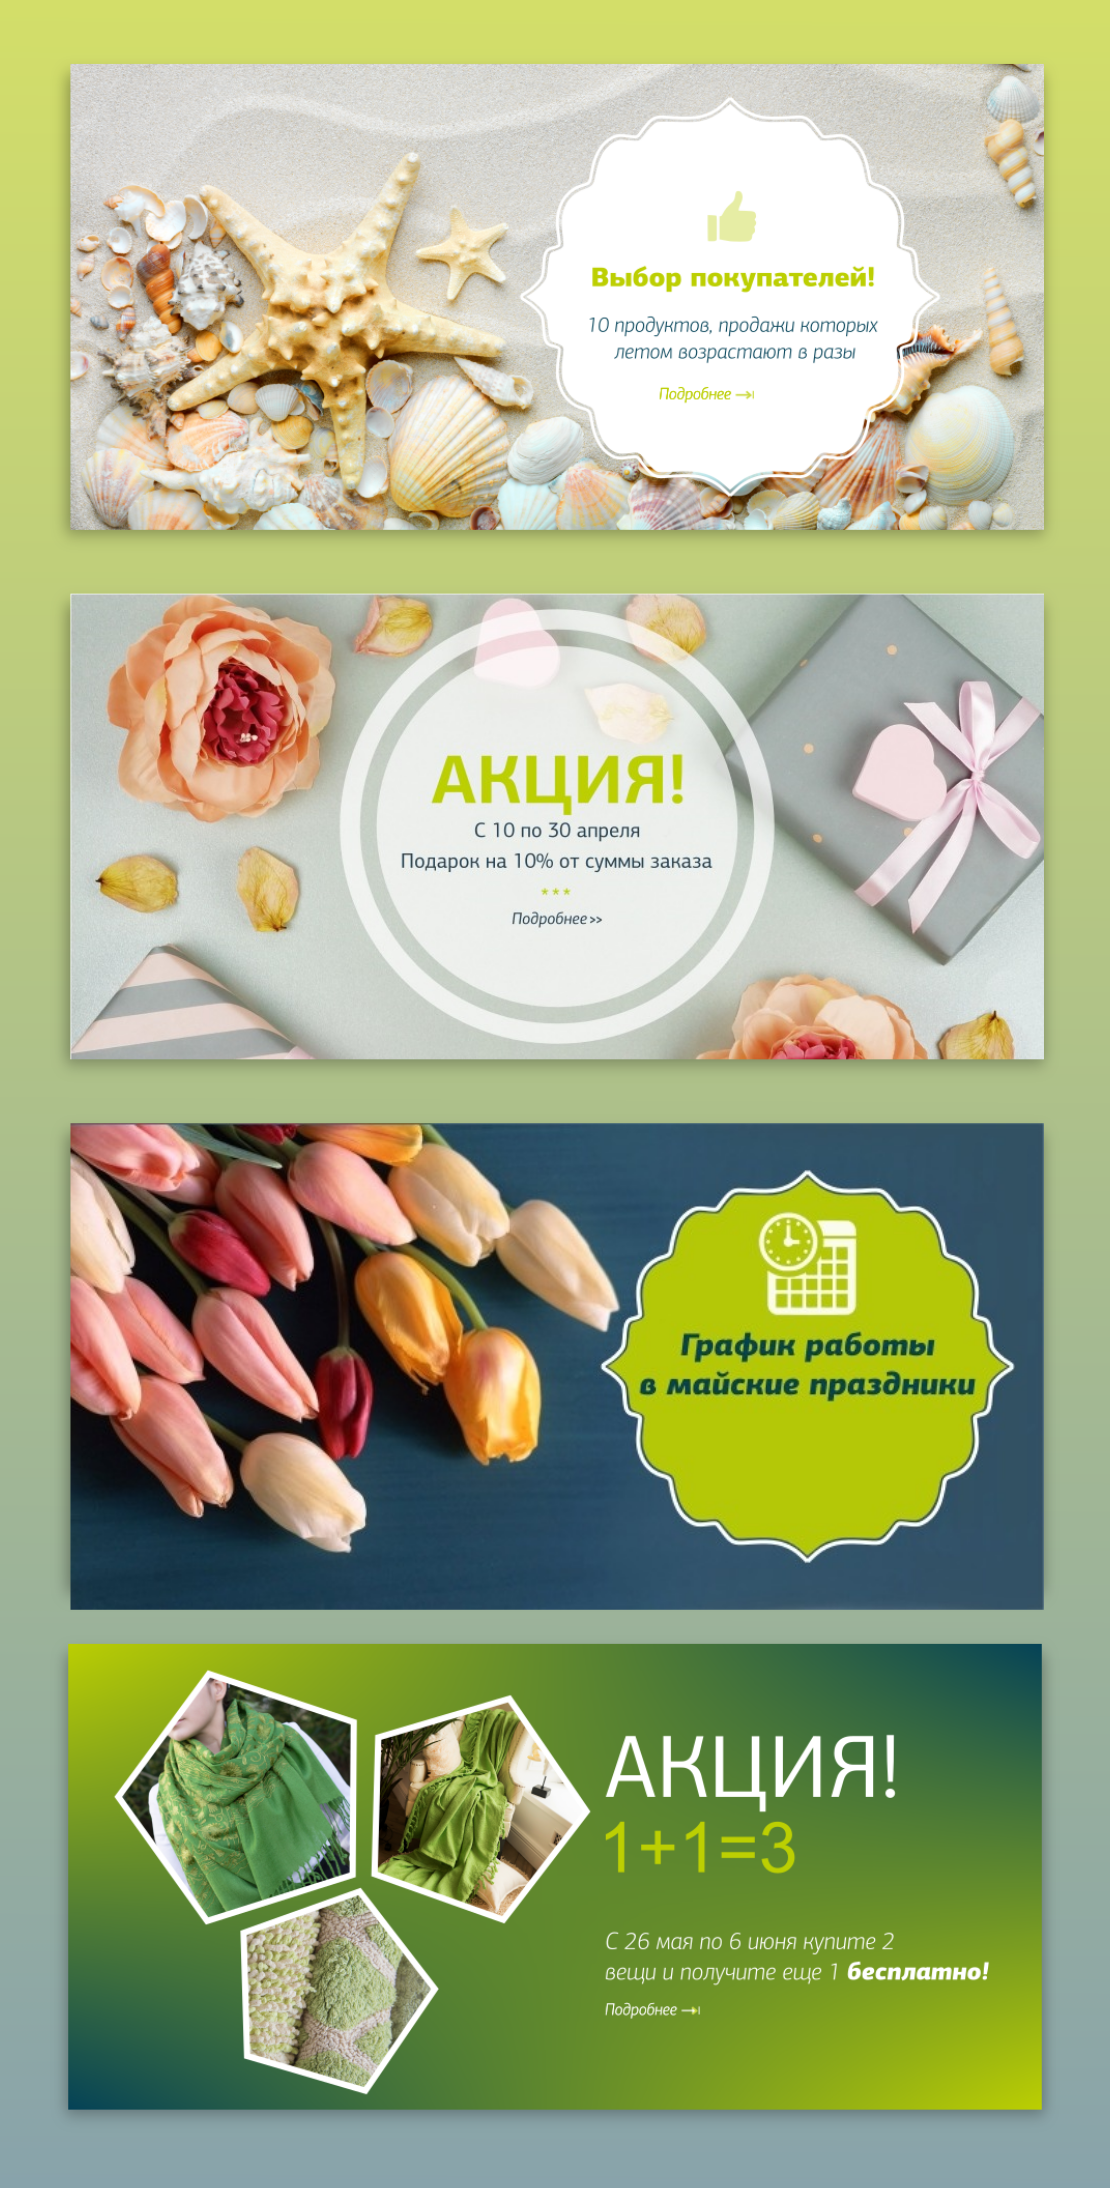 Выбор покупателей!
10 продуктов, продажи которых
летом возрастают в разы
Подробнее
АКЦИЯ!
С 10 по 30 апреля
Подарок на 10% от суммы заказа
***
Подробнее >>
График работы
в майские праздники
АКЦИЯ!
1+1=3
С 26 мая по 6 июня купите 2
вещи и получите еще 1 бесплатно!
Подробнее